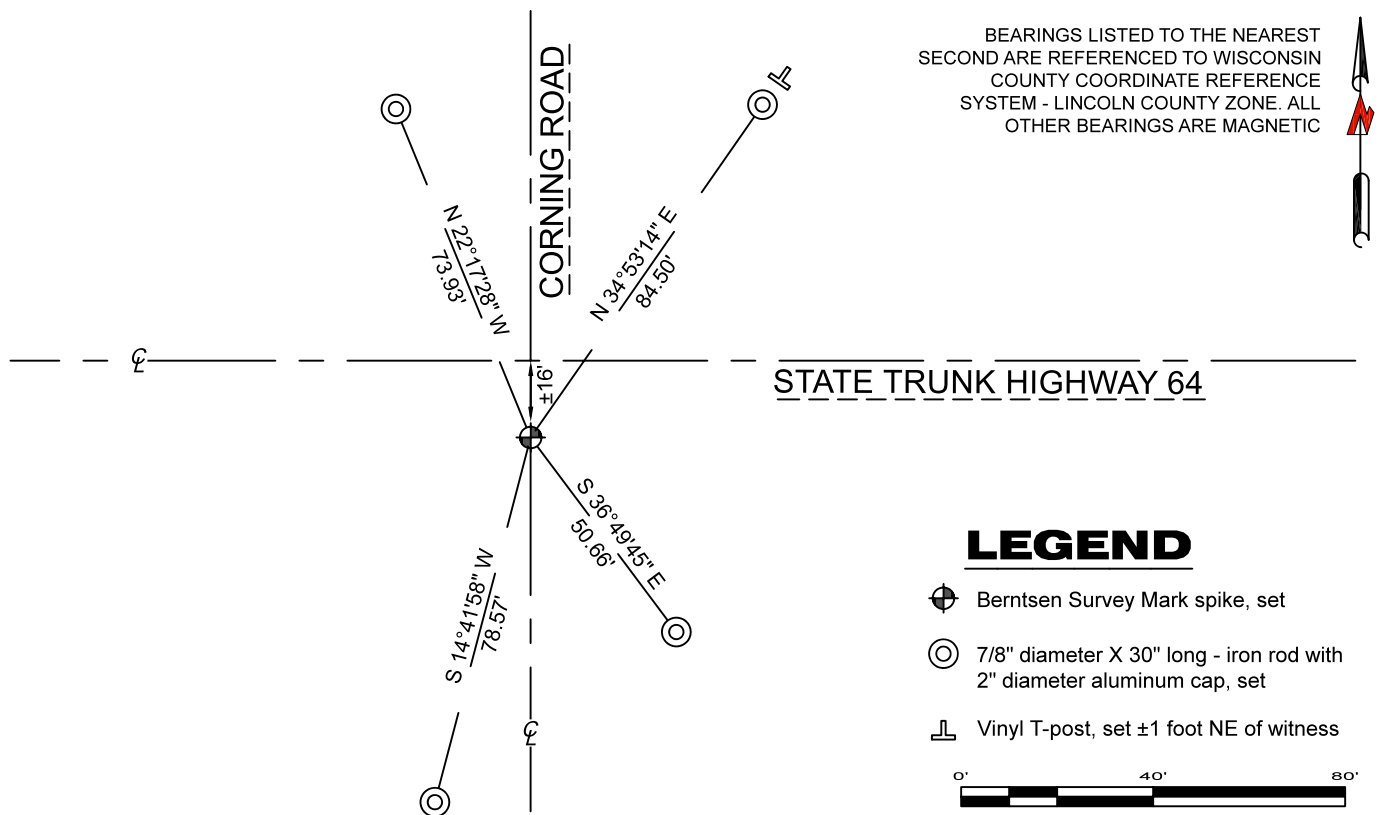 BEARINGS LISTED TO THE NEAREST
SECOND ARE REFERENCED TO WISCONSIN
COUNTY COORDINATE REFERENCE
SYSTEM - LINCOLN COUNTY ZONE. ALL
OTHER BEARINGS ARE MAGNETIC
N
CORNING ROAD
N 22°17'28" W
73.93'
N 34°53'14" E
84.50'
℄
±16'
STATE TRUNK HIGHWAY 64
S 36°49'45" E
50.66'
S 14°41'58" W
78.57'
℄
LEGEND
Berntsen Survey Mark spike, set
7/8" diameter X 30" long - iron rod with
2" diameter aluminum cap, set
Vinyl T-post, set ±1 foot NE of witness
0' 40' 80'